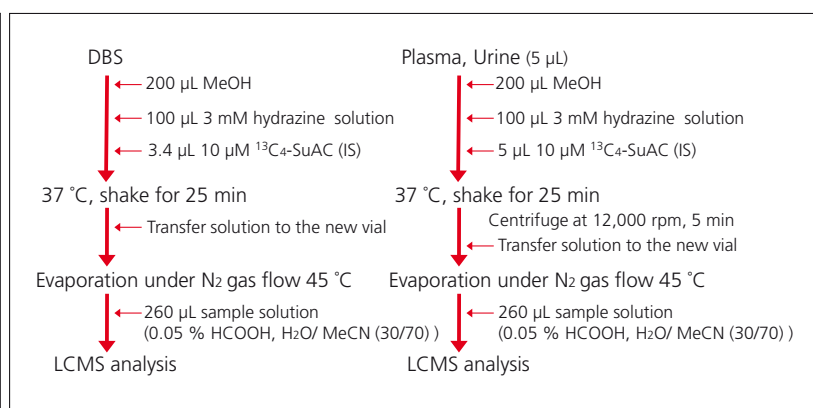 DBS
200 µL MeOH
100 µL 3 mM hydrazine solution
3.4 µL 10 µM ¹³C₄-SuAC (IS)
37 ˚C, shake for 25 min
Transfer solution to the new vial
Evaporation under N₂ gas flow 45 ˚C
260 µL sample solution
(0.05 % HCOOH, H₂O/ MeCN (30/70) )
LCMS analysis
Plasma, Urine (5 µL)
200 µL MeOH
100 µL 3 mM hydrazine solution
5 µL 10 µM ¹³C₄-SuAC (IS)
37 ˚C, shake for 25 min
Centrifuge at 12,000 rpm, 5 min
Transfer solution to the new vial
Evaporation under N₂ gas flow 45 ˚C
260 µL sample solution
(0.05 % HCOOH, H₂O/ MeCN (30/70) )
LCMS analysis